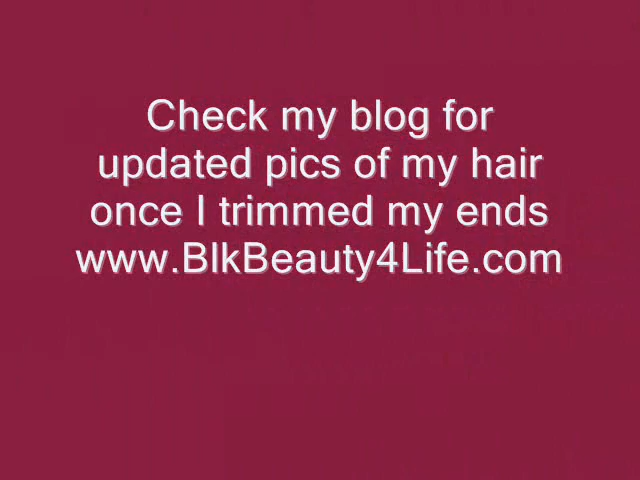 Check my blog for
updated pics of my hair
once I trimmed my ends
www.BlkBeauty4Life.com